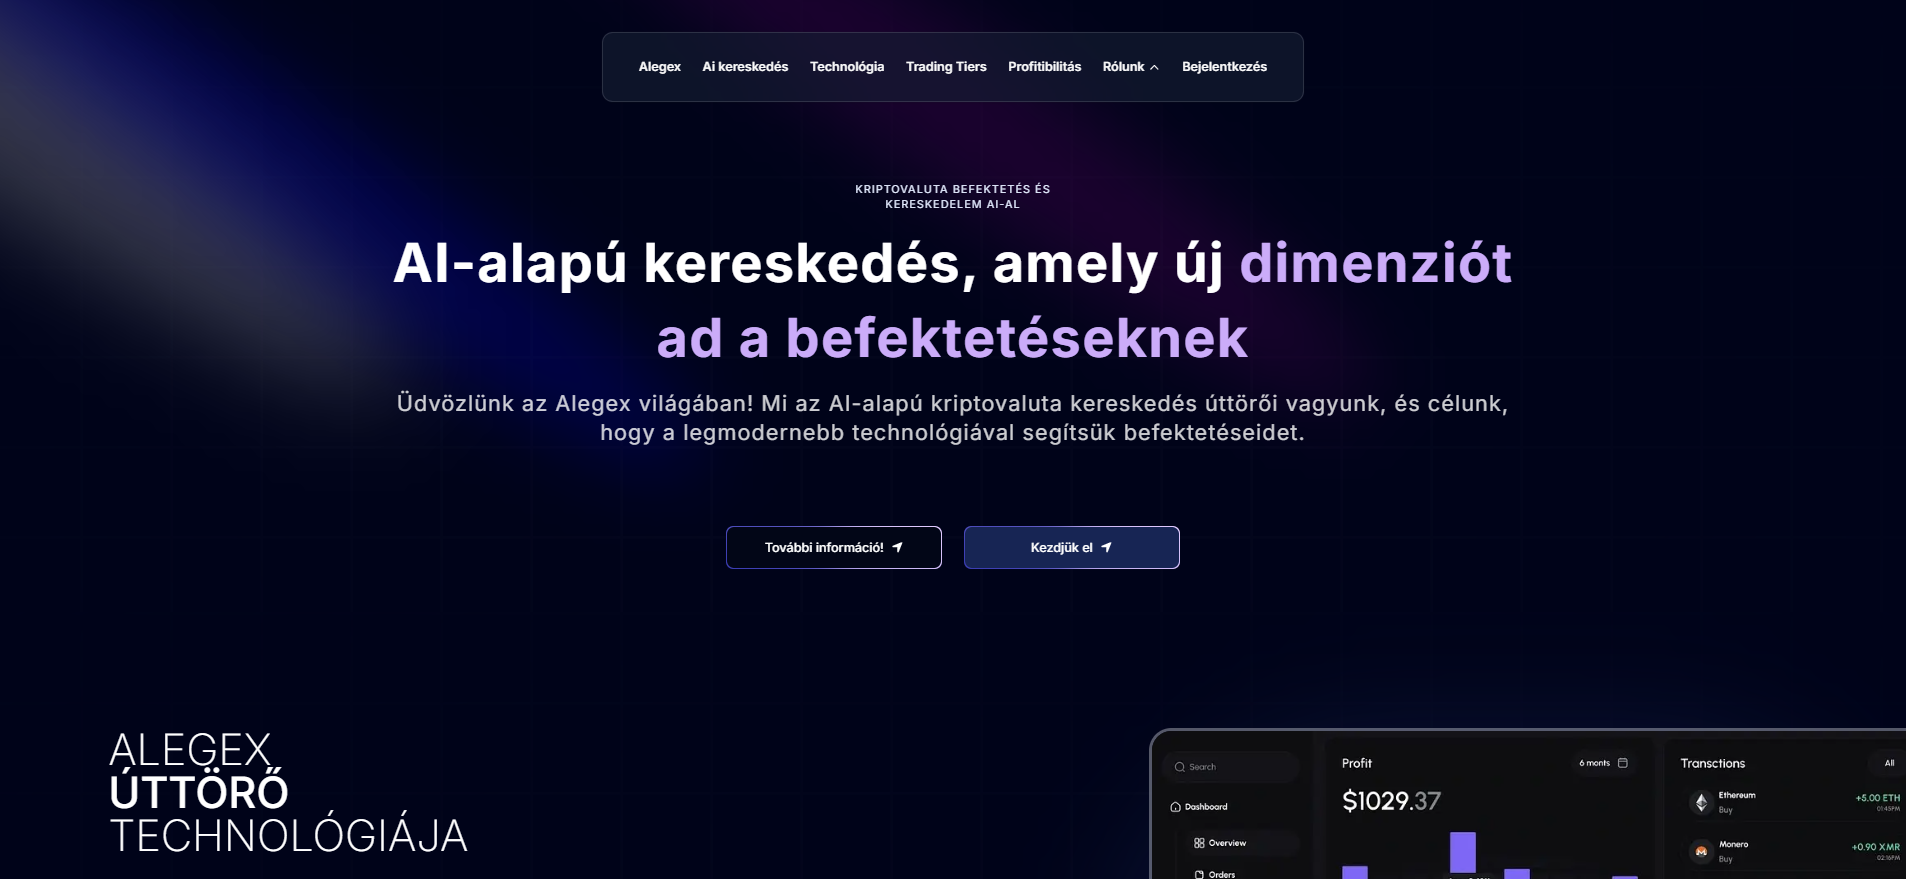 Alegex Ai kereskedés Technológia Trading Tiers Profitibilitás Rólunk Bejelentkezés
KRIPTOVALUTA BEFEKTETÉS ÉS
KERESKEDELEM AI-AL
AI-alapú kereskedés, amely új dimenziót
ad a befektetéseknek
Üdvözlünk az Alegex világában! Mi az AI-alapú kriptovaluta kereskedés úttörői vagyunk, és célunk,
hogy a legmodernebb technológiával segítsük befektetéseidet.
További információ! Kezdjük el
ALEGEX
ÚTTÖRŐ
TECHNOLÓGIÁJA
Search
Dashboard
Overview
Orders
Profit 6 monts
$1029.37
Transctions All
Ethereum +5.00 ETH
Buy 01:45PM
Monero +0.90 XMR
Buy 02:16PM